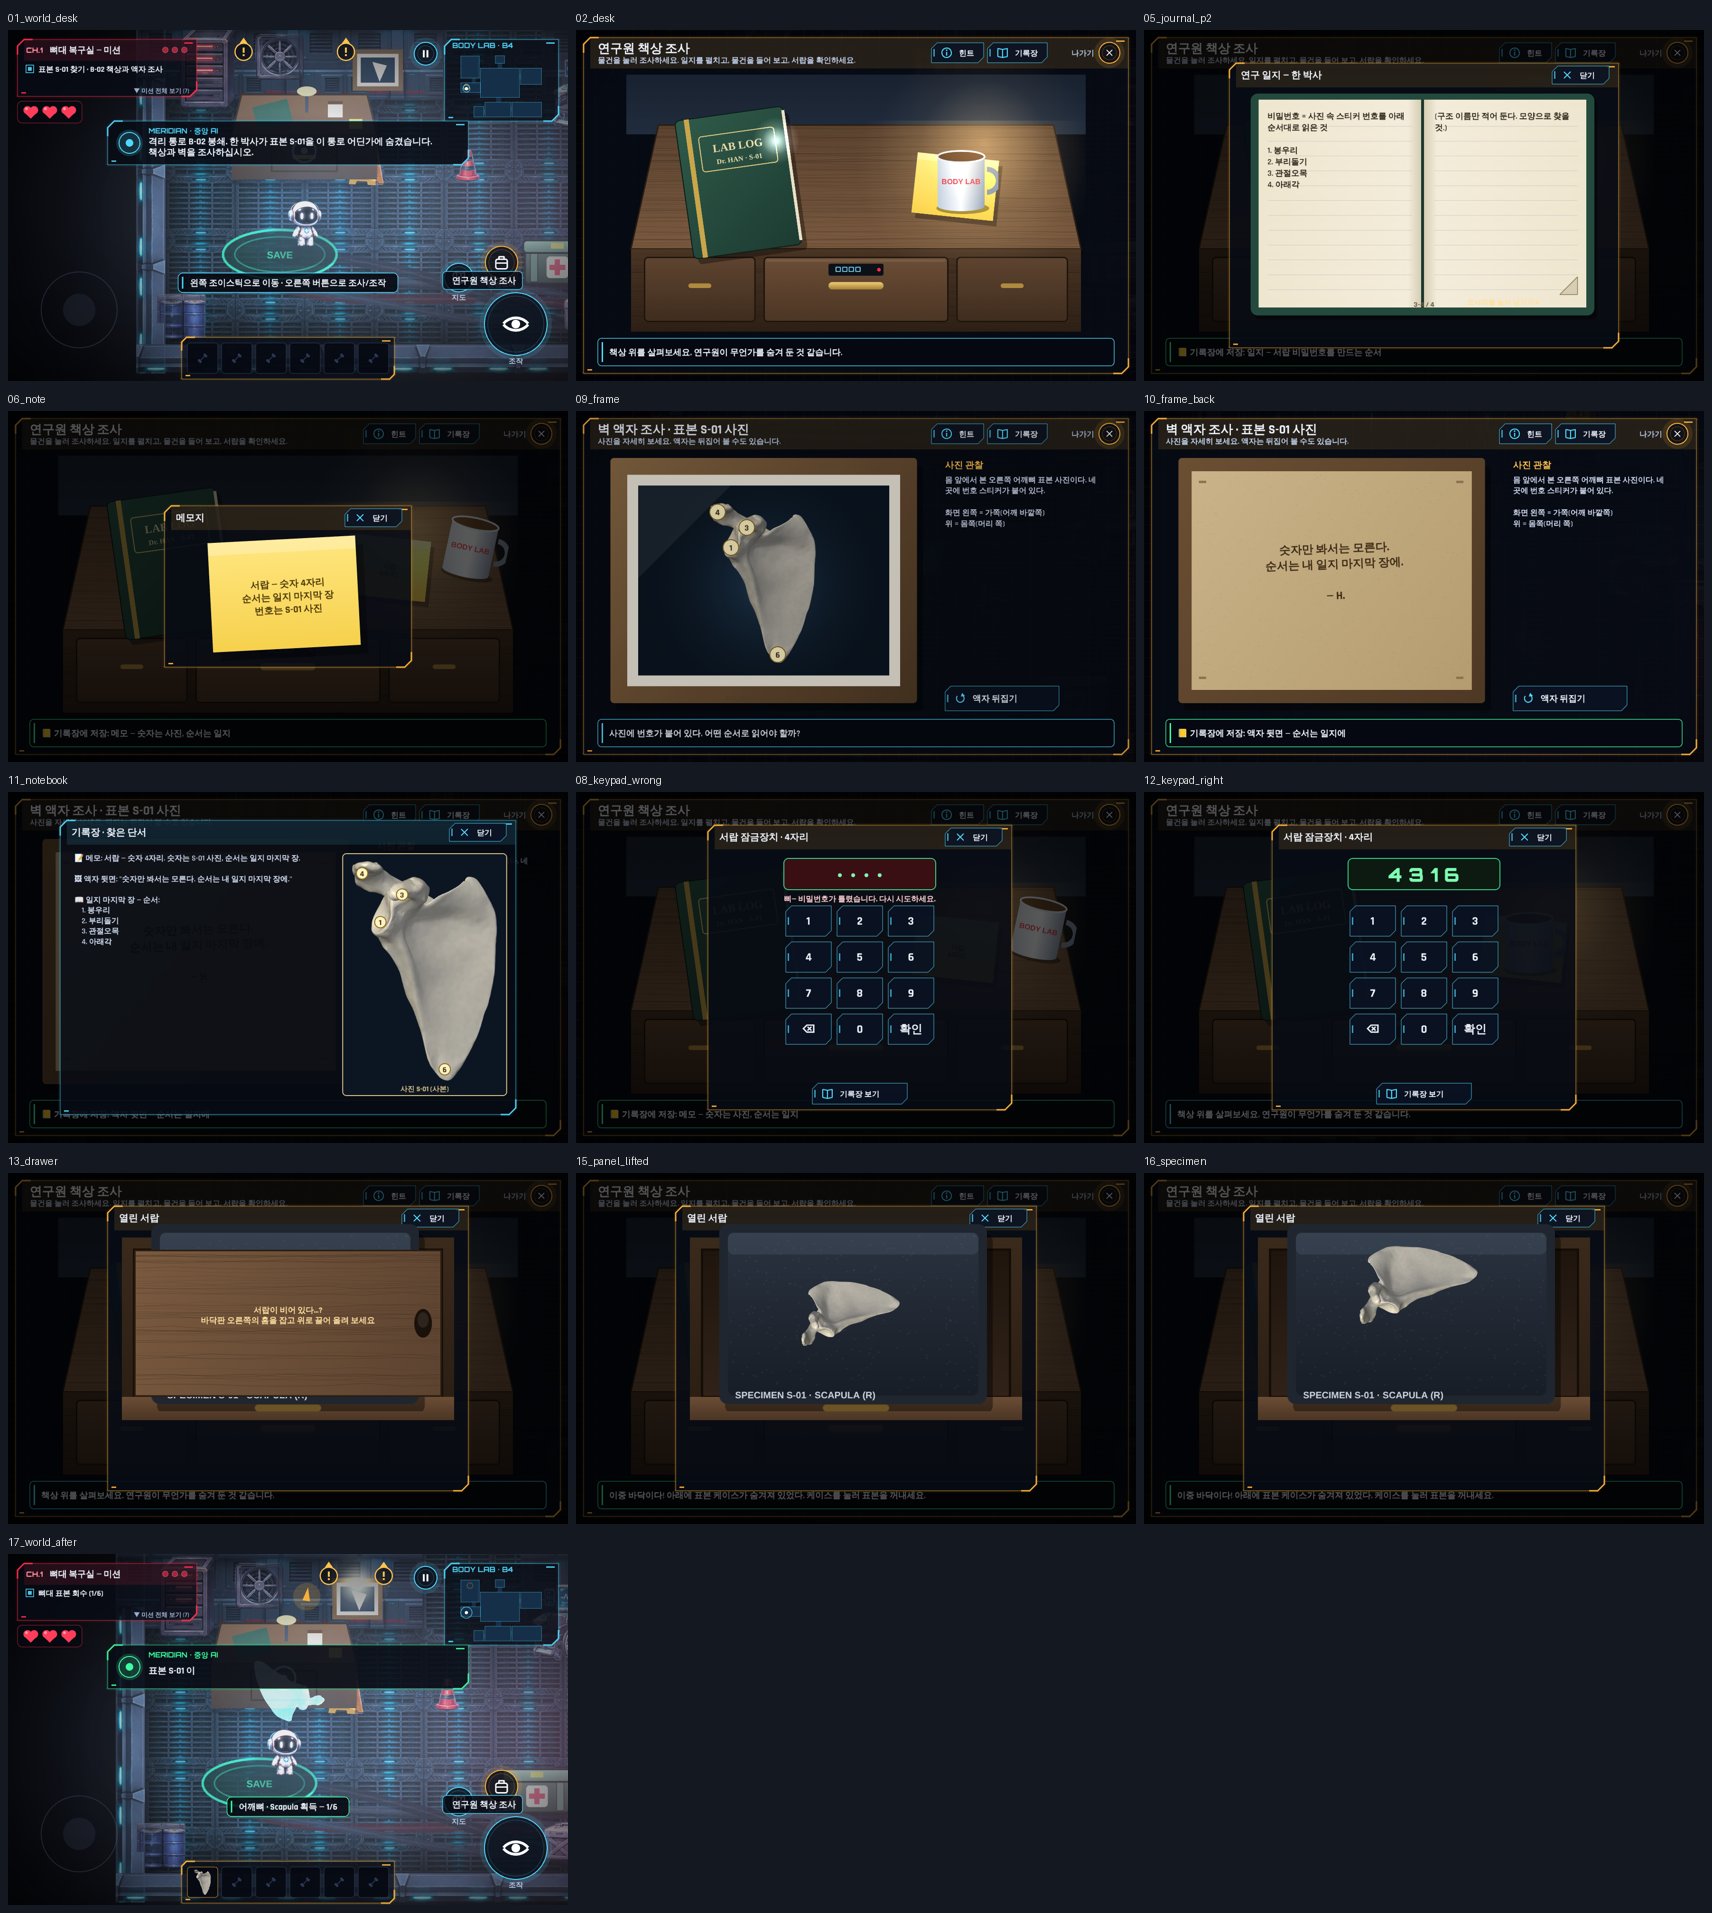 01_world_desk
CH.1 뼈대 복구실 – 미션
표본 S-01 찾기 · B-02 책상과 액자 조사
▼ 미션 전체 보기 (7)
BODY LAB · B4
MERIDIAN · 중앙 AI
격리 통로 B-02 봉쇄. 한 박사가 표본 S-01을 이 통로 어딘가에 숨겼습니다.
책상과 벽을 조사하십시오.
SAVE
왼쪽 조이스틱으로 이동 · 오른쪽 버튼으로 조사/조작
연구원 책상 조사
지도
조작
02_desk
연구원 책상 조사
물건을 눌러 조사하세요. 일지를 펼치고, 물건을 들어 보고, 서랍을 확인하세요.
힌트
기록장
나가기
LAB LOG
Dr. HAN · S-01
BODY LAB
책상 위를 살펴보세요. 연구원이 무언가를 숨겨 둔 것 같습니다.
05_journal_p2
연구원 책상 조사
연구 일지 – 한 박사
닫기
비밀번호 = 사진 속 스티커 번호를 아래
순서대로 읽은 것
1. 봉우리
2. 부리돌기
3. 관절오목
4. 아래각
(구조 이름만 적어 둔다. 모양으로 찾을
것.)
기록장에 저장: 일지 – 서랍 비밀번호를 만드는 순서
06_note
연구원 책상 조사
물건을 눌러 조사하세요. 일지를 펼치고, 물건을 들어 보고, 서랍을 확인하세요.
힌트
기록장
나가기
메모지
닫기
BODY LAB
서랍 – 숫자 4자리
순서는 일지 마지막 장
번호는 S-01 사진
기록장에 저장: 메모 – 숫자는 사진, 순서는 일지
09_frame
벽 액자 조사 · 표본 S-01 사진
사진을 자세히 보세요. 액자는 뒤집어 볼 수도 있습니다.
힌트
기록장
나가기
4
3
1
6
사진 관찰
몸 앞에서 본 오른쪽 어깨뼈 표본 사진이다. 네
곳에 번호 스티커가 붙어 있다.
화면 왼쪽 = 가쪽(어깨 바깥쪽)
위 = 몸쪽(머리 쪽)
액자 뒤집기
사진에 번호가 붙어 있다. 어떤 순서로 읽어야 할까?
10_frame_back
벽 액자 조사 · 표본 S-01 사진
사진을 자세히 보세요. 액자는 뒤집어 볼 수도 있습니다.
힌트
기록장
나가기
숫자만 봐서는 모른다.
순서는 내 일지 마지막 장에.
– H.
사진 관찰
몸 앞에서 본 오른쪽 어깨뼈 표본 사진이다. 네
곳에 번호 스티커가 붙어 있다.
화면 왼쪽 = 가쪽(어깨 바깥쪽)
위 = 몸쪽(머리 쪽)
액자 뒤집기
기록장에 저장: 액자 뒷면 – 순서는 일지에
11_notebook
벽 액자 조사 · 표본 S-01 사진
기록장 · 찾은 단서
닫기
메모: 서랍 – 숫자 4자리. 숫자는 S-01 사진, 순서는 일지 마지막 장.
액자 뒷면: "숫자만 봐서는 모른다. 순서는 내 일지 마지막 장에."
일지 마지막 장 – 순서:
1. 봉우리
2. 부리돌기
3. 관절오목
4. 아래각
4
3
1
6
사진 S-01 (사본)
08_keypad_wrong
연구원 책상 조사
서랍 잠금장치 · 4자리
닫기
삐– 비밀번호가 틀렸습니다. 다시 시도하세요.
1 2 3
4 5 6
7 8 9
0 확인
BODY LAB
기록장 보기
기록장에 저장: 메모 – 숫자는 사진, 순서는 일지
12_keypad_right
연구원 책상 조사
서랍 잠금장치 · 4자리
닫기
4316
1 2 3
4 5 6
7 8 9
0 확인
기록장 보기
책상 위를 살펴보세요. 연구원이 무언가를 숨겨 둔 것 같습니다.
13_drawer
연구원 책상 조사
열린 서랍
닫기
서랍이 비어 있다...?
바닥판 오른쪽의 홈을 잡고 위로 끌어 올려 보세요
책상 위를 살펴보세요. 연구원이 무언가를 숨겨 둔 것 같습니다.
15_panel_lifted
연구원 책상 조사
열린 서랍
닫기
SPECIMEN S-01 · SCAPULA (R)
이중 바닥이다! 아래에 표본 케이스가 숨겨져 있었다. 케이스를 눌러 표본을 꺼내세요.
16_specimen
연구원 책상 조사
열린 서랍
닫기
SPECIMEN S-01 · SCAPULA (R)
이중 바닥이다! 아래에 표본 케이스가 숨겨져 있었다. 케이스를 눌러 표본을 꺼내세요.
17_world_after
CH.1 뼈대 복구실 – 미션
뼈대 표본 회수 (1/6)
▼ 미션 전체 보기 (7)
BODY LAB · B4
MERIDIAN · 중앙 AI
표본 S-01 이
SAVE
어깨뼈 · Scapula 획득 – 1/6
연구원 책상 조사
지도
조작